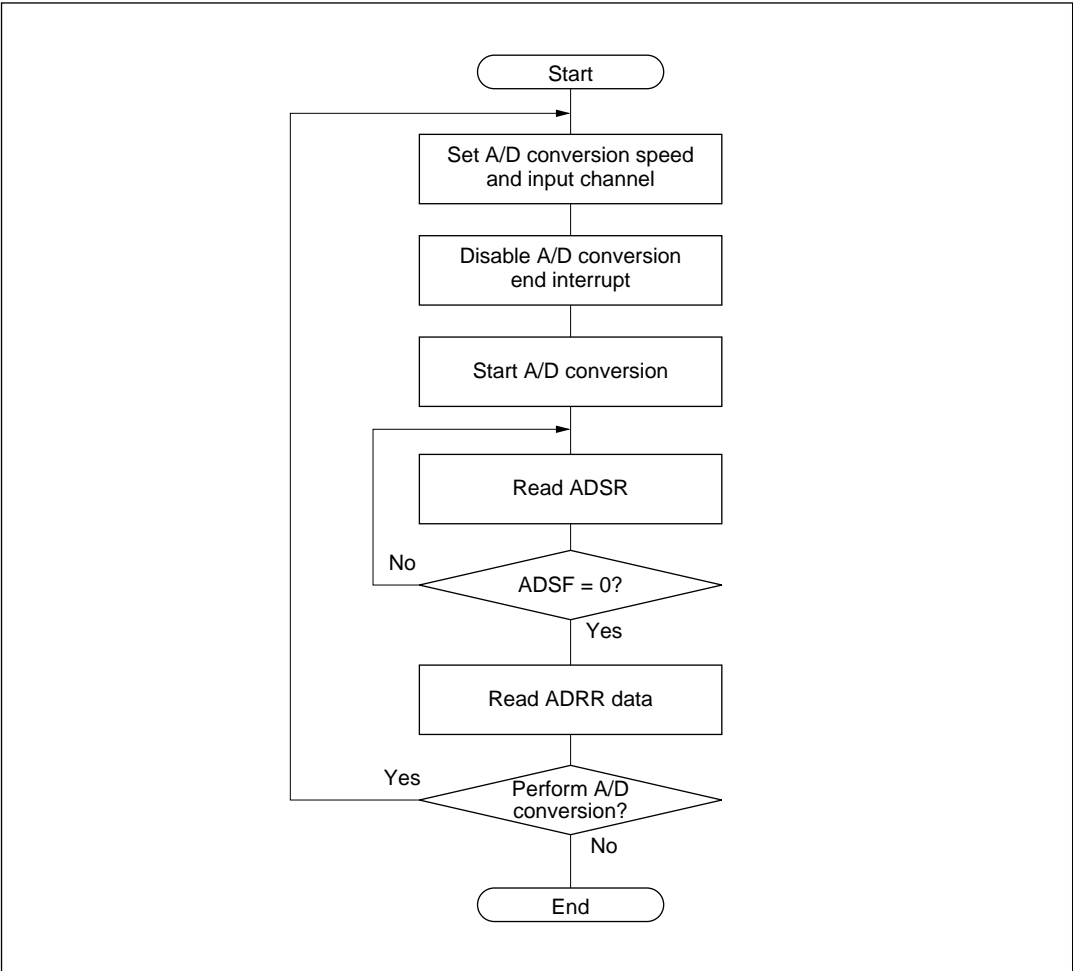 Start
Set A/D conversion speed
and input channel
Disable A/D conversion
end interrupt
Start A/D conversion
Read ADSR
No
ADSF = 0?
Yes
Read ADRR data
Yes
Perform A/D
conversion?
No
End